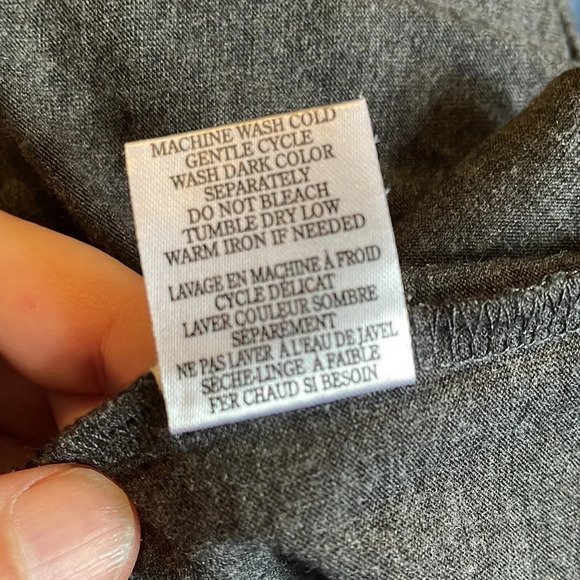 MACHINE WASH COLD
GENTLE CYCLE
WASH DARK COLOR
SEPARATELY
DO NOT BLEACH
TUMBLE DRY LOW
WARM IRON IF NEEDED
LAVAGE EN MACHINE À FROID
CYCLE DÉLICAT
LAVER COULEUR SOMBRE
SÉPARÉMENT
NE PAS LAVER À L'EAU DE JAVEL
SÈCHE-LINGE À FAIBLE
FER CHAUD SI BESOIN